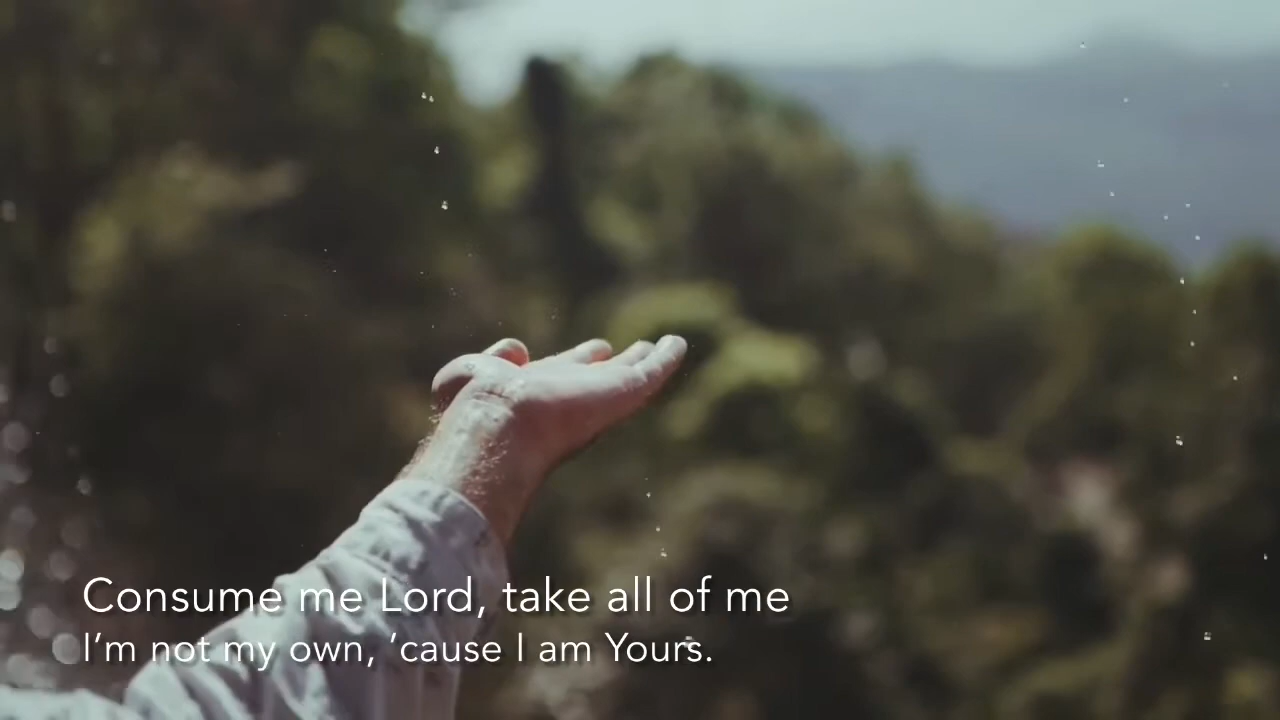 Consume me Lord, take all of me
I’m not my own, ‘cause I am Yours.